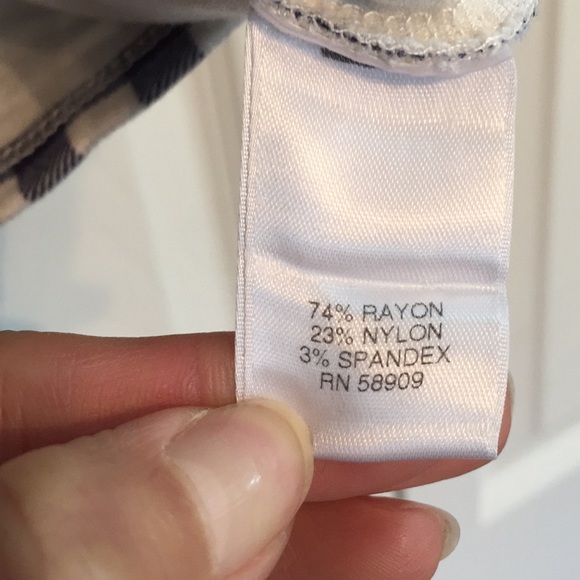 74% RAYON
23% NYLON
3% SPANDEX
RN 58909